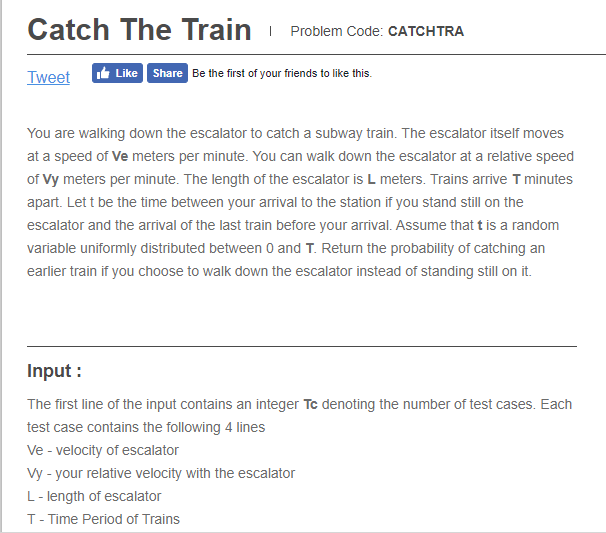 Catch The Train | Problem Code: CATCHTRA
Tweet Like Share Be the first of your friends to like this.
You are walking down the escalator to catch a subway train. The escalator itself moves
at a speed of Ve meters per minute. You can walk down the escalator at a relative speed
of Vy meters per minute. The length of the escalator is L meters. Trains arrive T minutes
apart. Let t be the time between your arrival to the station if you stand still on the
escalator and the arrival of the last train before your arrival. Assume that t is a random
variable uniformly distributed between 0 and T. Return the probability of catching an
earlier train if you choose to walk down the escalator instead of standing still on it.
Input :
The first line of the input contains an integer Tc denoting the number of test cases. Each
test case contains the following 4 lines
Ve - velocity of escalator
Vy - your relative velocity with the escalator
L - length of escalator
T - Time Period of Trains